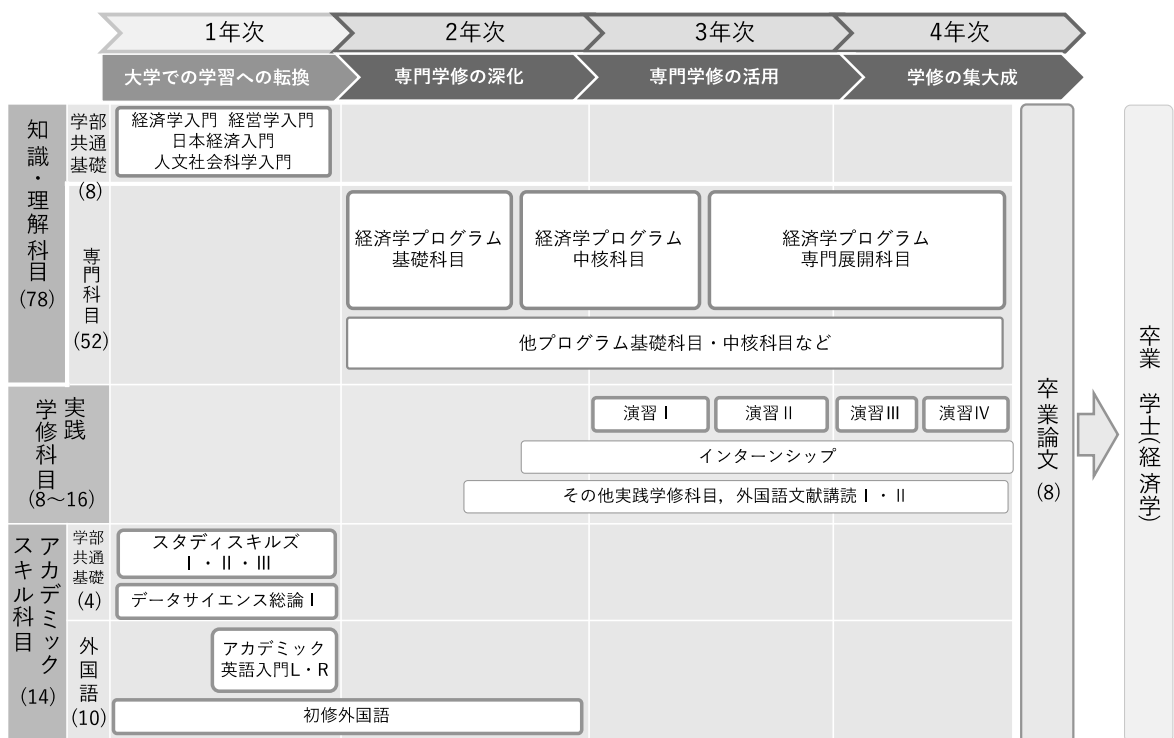 1年次
2年次
3年次
4年次
大学での学習への転換
専門学修の深化
専門学修の活用
学修の集大成
知識・理解科目
(78)
学部
共通
基礎
(8)
経済学入門 経営学入門
日本経済入門
人文社会科学入門
専門科目
(52)
経済学プログラム
基礎科目
経済学プログラム
中核科目
経済学プログラム
専門展開科目
他プログラム基礎科目・中核科目など
実践
学修科目
(8～16)
演習Ⅰ
演習Ⅱ
演習Ⅲ
演習Ⅳ
インターンシップ
その他実践学修科目，外国語文献講読Ⅰ・Ⅱ
アカデミック
スキル科目
(14)
学部
共通
基礎
(4)
スタディスキルズ
Ⅰ・Ⅱ・Ⅲ
データサイエンス総論Ⅰ
外国語
(10)
アカデミック
英語入門L・R
初修外国語
卒業論文
(8)
卒業 学士(経済学)